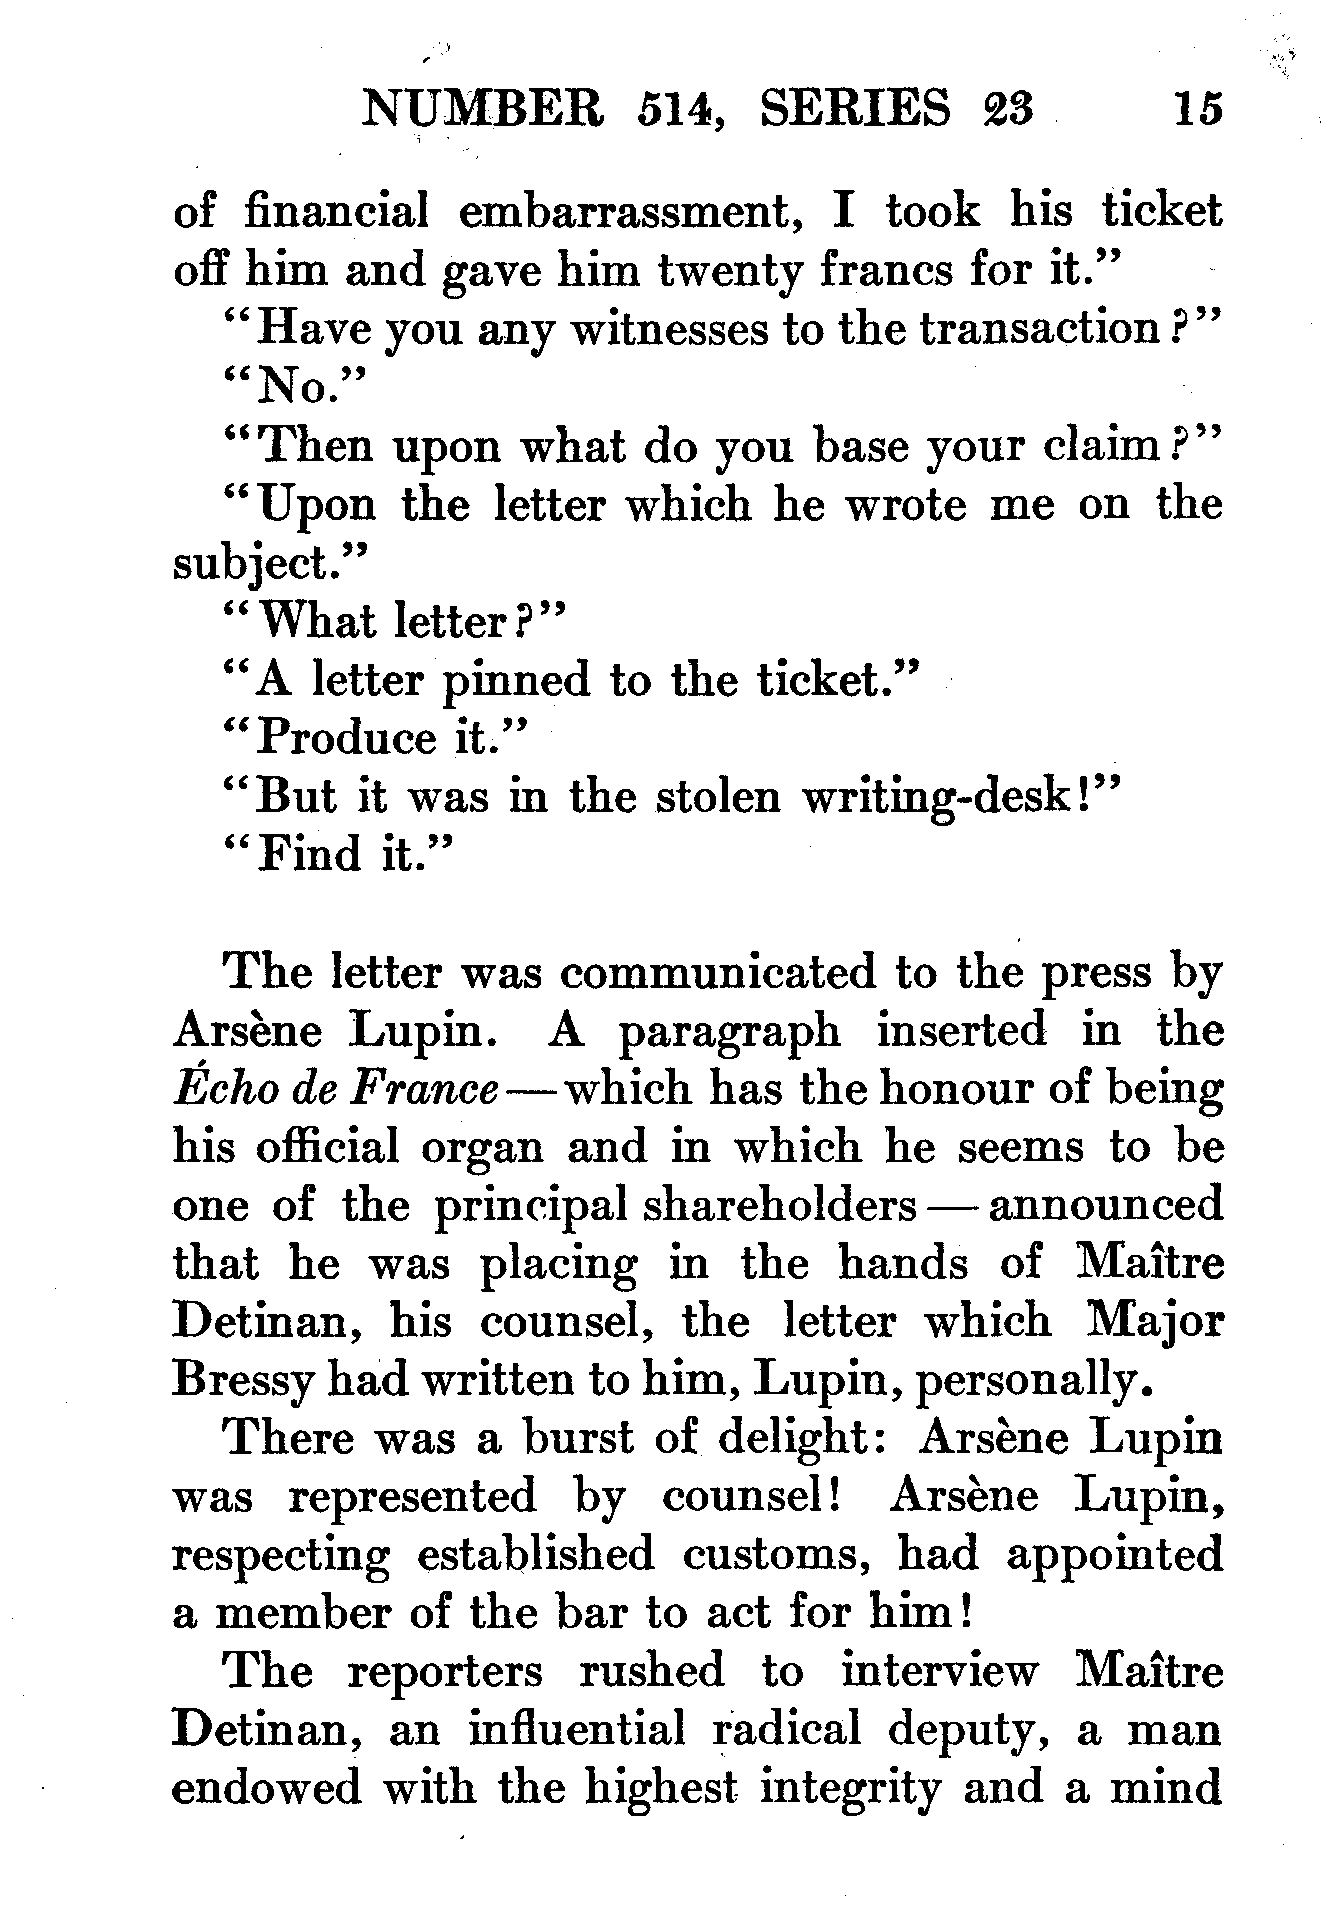 NUMBER 514, SERIES 23 15
of financial embarrassment, I took his ticket
off him and gave him twenty francs for it.”
“Have you any witnesses to the transaction?”
“No.”
“Then upon what do you base your claim?”
“Upon the letter which he wrote me on the
subject.”
“What letter?”
“A letter pinned to the ticket.”
“Produce it.”
“But it was in the stolen writing-desk!”
“Find it.”
The letter was communicated to the press by
Arsène Lupin. A paragraph inserted in the
Écho de France—which has the honour of being
his official organ and in which he seems to be
one of the principal shareholders — announced
that he was placing in the hands of Maître
Detinan, his counsel, the letter which Major
Bressy had written to him, Lupin, personally.
There was a burst of delight: Arsène Lupin
was represented by counsel! Arsène Lupin,
respecting established customs, had appointed
a member of the bar to act for him!
The reporters rushed to interview Maître
Detinan, an influential radical deputy, a man
endowed with the highest integrity and a mind